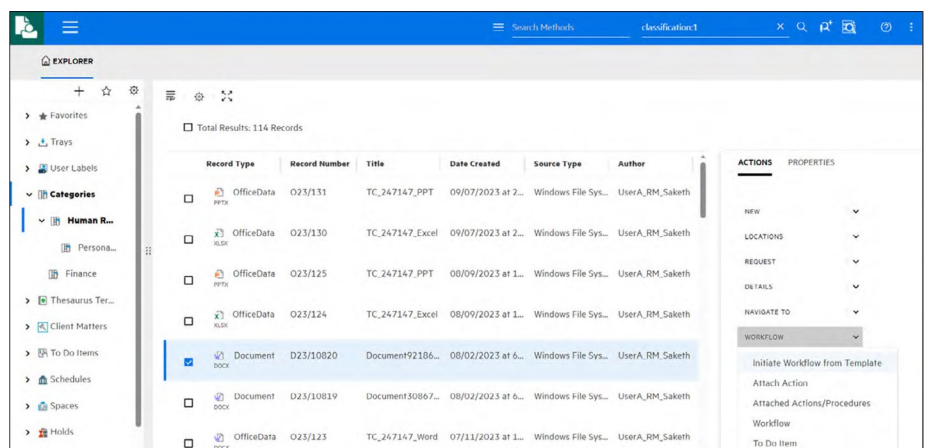 Search Methods
classification:1
EXPLORER
Favorites
Trays
User Labels
Categories
Human R...
Persona...
Finance
Thesaurus Ter...
Client Matters
To Do Items
Schedules
Spaces
Holds
Total Results: 114 Records
Record Type Record Number Title Date Created Source Type Author
PPTX OfficeData O23/131 TC_247147_PPT 09/07/2023 at 2... Windows File Sys... UserA_RM_Saketh
XLSX OfficeData O23/130 TC_247147_Excel 09/07/2023 at 2... Windows File Sys... UserA_RM_Saketh
PPTX OfficeData O23/125 TC_247147_PPT 08/09/2023 at 1... Windows File Sys... UserA_RM_Saketh
XLSX OfficeData O23/124 TC_247147_Excel 08/09/2023 at 1... Windows File Sys... UserA_RM_Saketh
DOCX Document D23/10820 Document92186... 08/02/2023 at 6... Windows File Sys... UserA_RM_Saketh
DOCX Document D23/10819 Document30867... 08/02/2023 at 6... Windows File Sys... UserA_RM_Saketh
DOCX OfficeData O23/123 TC_247147_Word 07/11/2023 at 1... Windows File Sys... UserA_RM_Saketh
ACTIONS PROPERTIES
NEW
LOCATIONS
REQUEST
DETAILS
NAVIGATE TO
WORKFLOW
Initiate Workflow from Template
Attach Action
Attached Actions/Procedures
Workflow
To Do Item